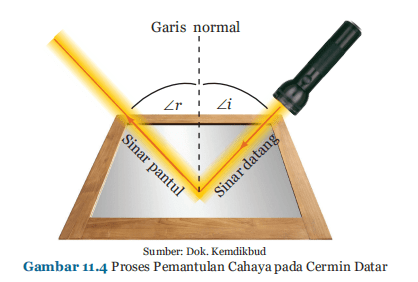 Garis normal
∠r
∠i
Sinar pantul
Sinar datang
Sumber: Dok. Kemdikbud
Gambar 11.4 Proses Pemantulan Cahaya pada Cermin Datar